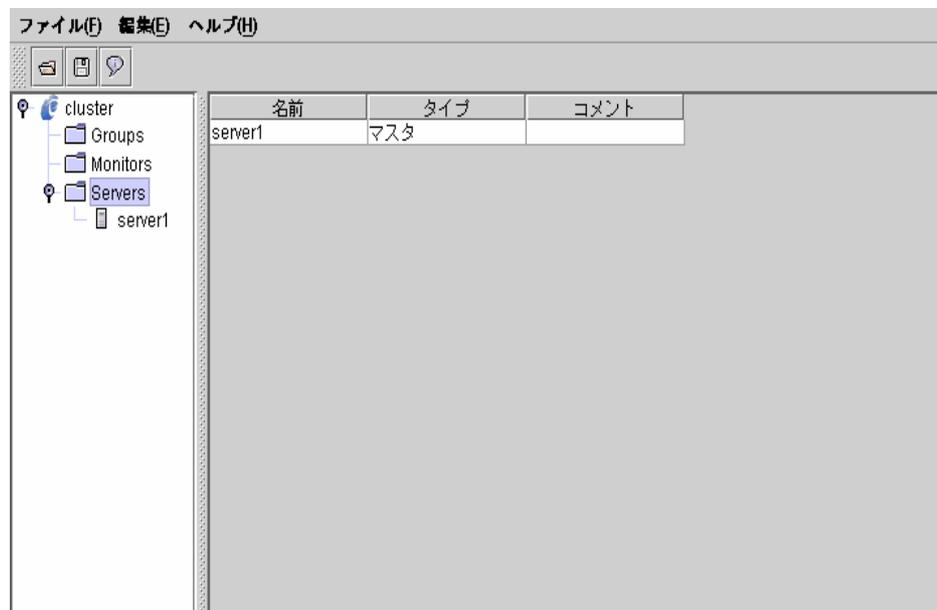 ファイル(F) 編集(E) ヘルプ(H)
cluster
Groups
Monitors
Servers
server1
名前 タイプ コメント
server1 マスタ